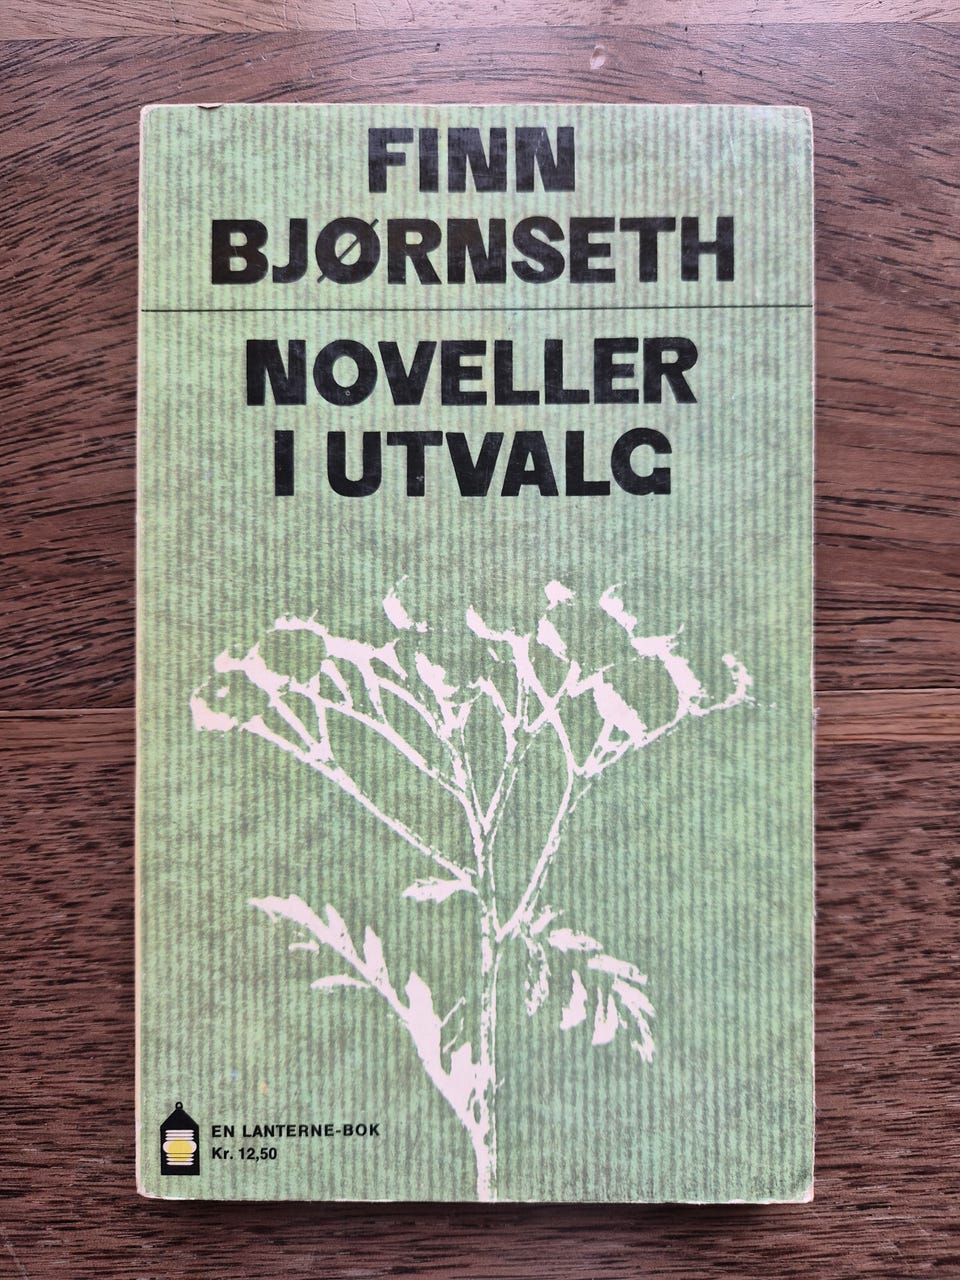 FINN
BJØRNSETH
NOVELLER
I UTVALG
EN LANTERNE-BOK
Kr. 12,50